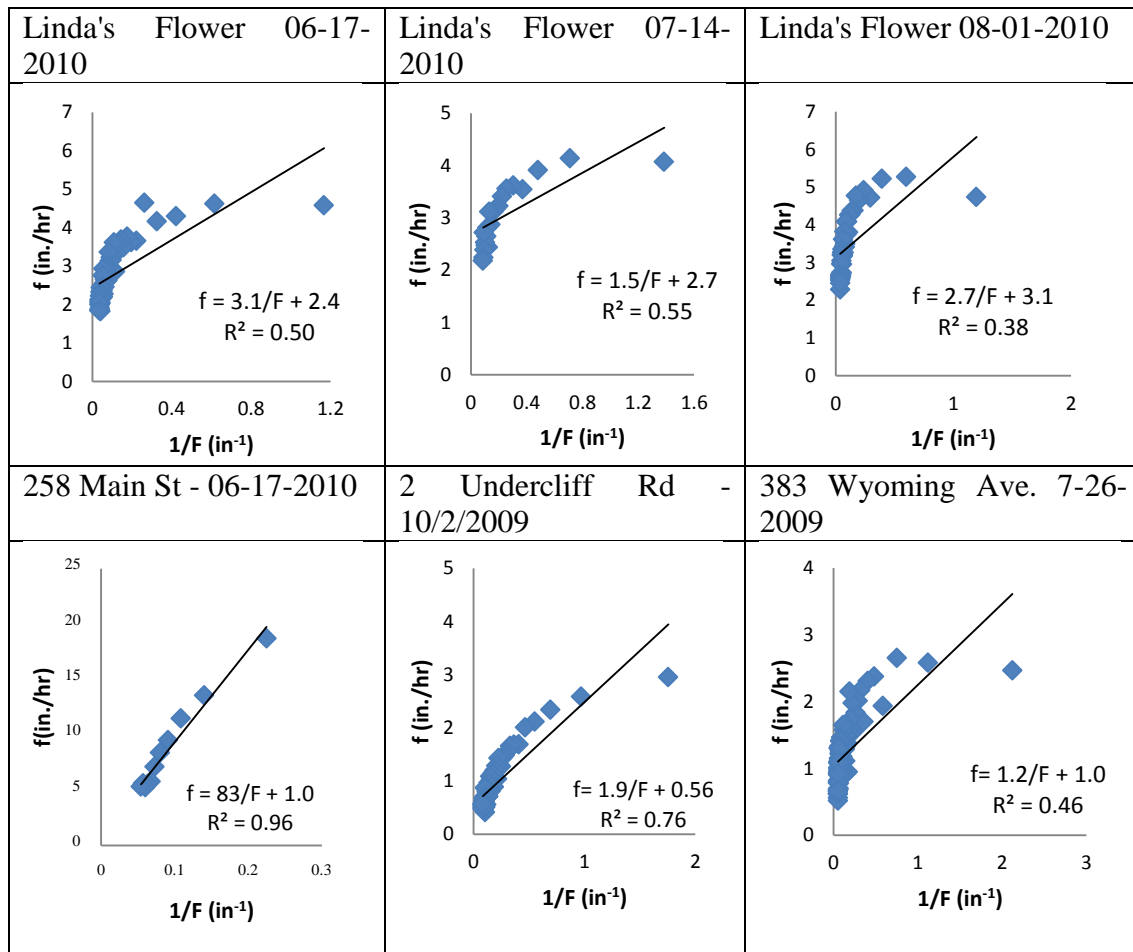 Linda's Flower 06-17-
2010
7
6
5
4
3
2
1
0
f (in./hr)
f = 3.1/F + 2.4
R² = 0.50
0 0.4 0.8 1.2
1/F (in-1)
Linda's Flower 07-14-
2010
5
4
3
2
1
0
f (in./hr)
f = 1.5/F + 2.7
R² = 0.55
0 0.4 0.8 1.2 1.6
1/F (in-1)
Linda's Flower 08-01-2010
7
6
5
4
3
2
1
0
f (in./hr)
f = 2.7/F + 3.1
R² = 0.38
0 1 2
1/F (in-1)
258 Main St - 06-17-2010
25
20
15
10
5
0
f(in./hr)
f = 83/F + 1.0
R² = 0.96
0 0.1 0.2 0.3
1/F (in-1)
2 Undercliff Rd -
10/2/2009
5
4
3
2
1
0
f (in./hr)
f= 1.9/F + 0.56
R² = 0.76
0 1 2
1/F (in-1)
383 Wyoming Ave. 7-26-
2009
4
3
2
1
0
f (in./hr)
f= 1.2/F + 1.0
R² = 0.46
0 1 2 3
1/F (in-1)